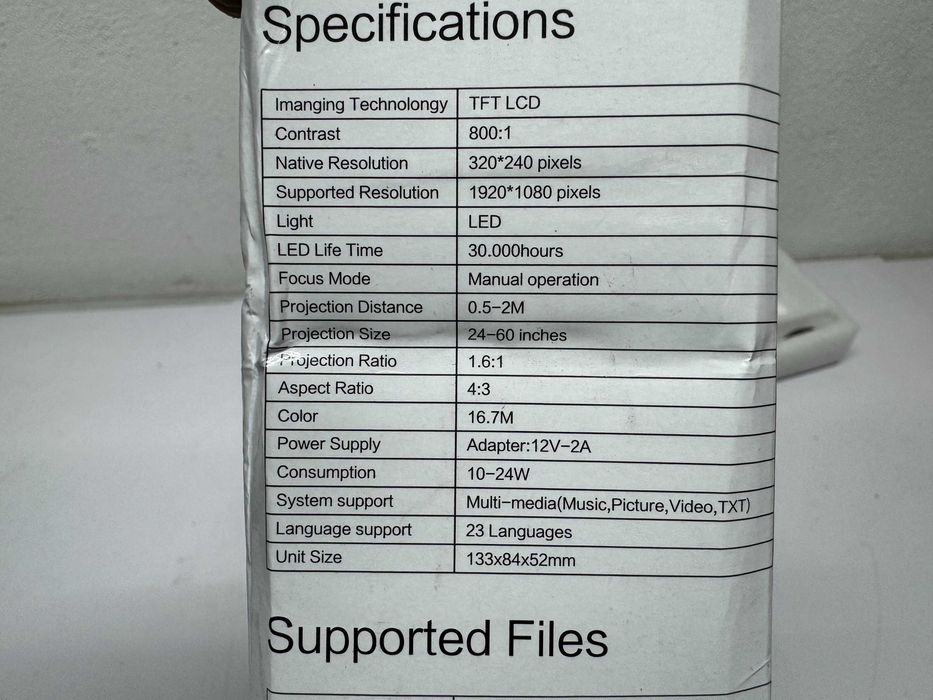 Specifications
Imanging Technolongy TFT LCD
Contrast 800:1
Native Resolution 320*240 pixels
Supported Resolution 1920*1080 pixels
Light LED
LED Life Time 30.000hours
Focus Mode Manual operation
Projection Distance 0.5-2M
Projection Size 24-60 inches
Projection Ratio 1.6:1
Aspect Ratio 4:3
Color 16.7M
Power Supply Adapter:12V-2A
Consumption 10-24W
System support Multi-media(Music,Picture,Video,TXT)
Language support 23 Languages
Unit Size 133x84x52mm
Supported Files